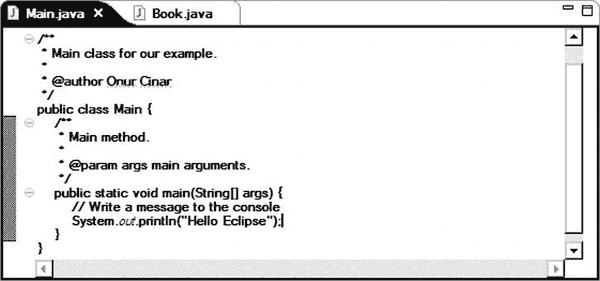 Main.java
Book.java
/**
 * Main class for our example.
 *
 * @author Onur Cinar
 */
public class Main {
    /**
     * Main method.
     *
     * @param args main arguments.
     */
    public static void main(String[] args) {
        // Write a message to the console
        System.out.println("Hello Eclipse");
    }
}